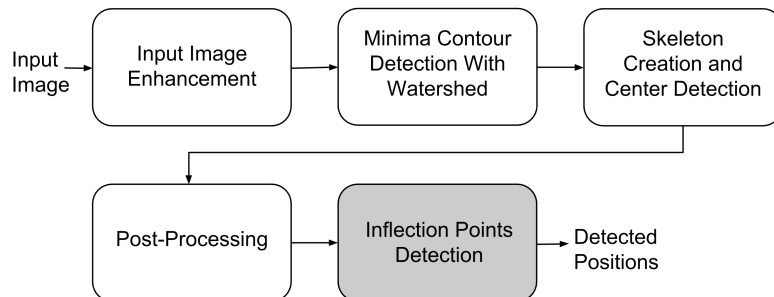 Input
Image
Input Image
Enhancement
Minima Contour
Detection With
Watershed
Skeleton
Creation and
Center Detection
Post-Processing
Inflection Points
Detection
Detected
Positions